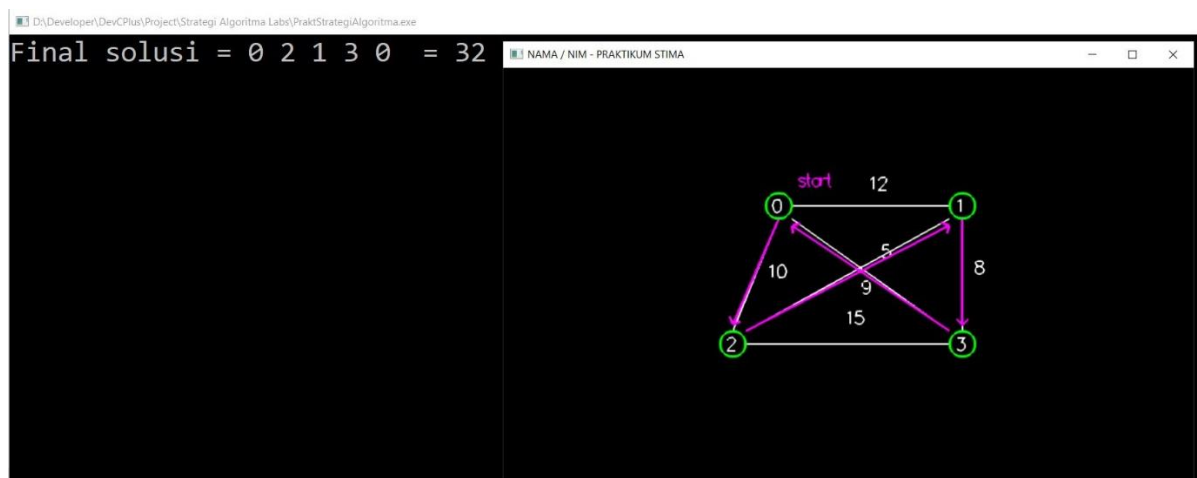 D:\Developer\DevCPlus\Project\Strategi Algoritma Labs\PraktStrategiAlgoritma.exe
Final solusi = 0 2 1 3 0  = 32
NAMA / NIM - PRAKTIKUM STIMA
start
12
0
1
5
10
8
9
15
2
3